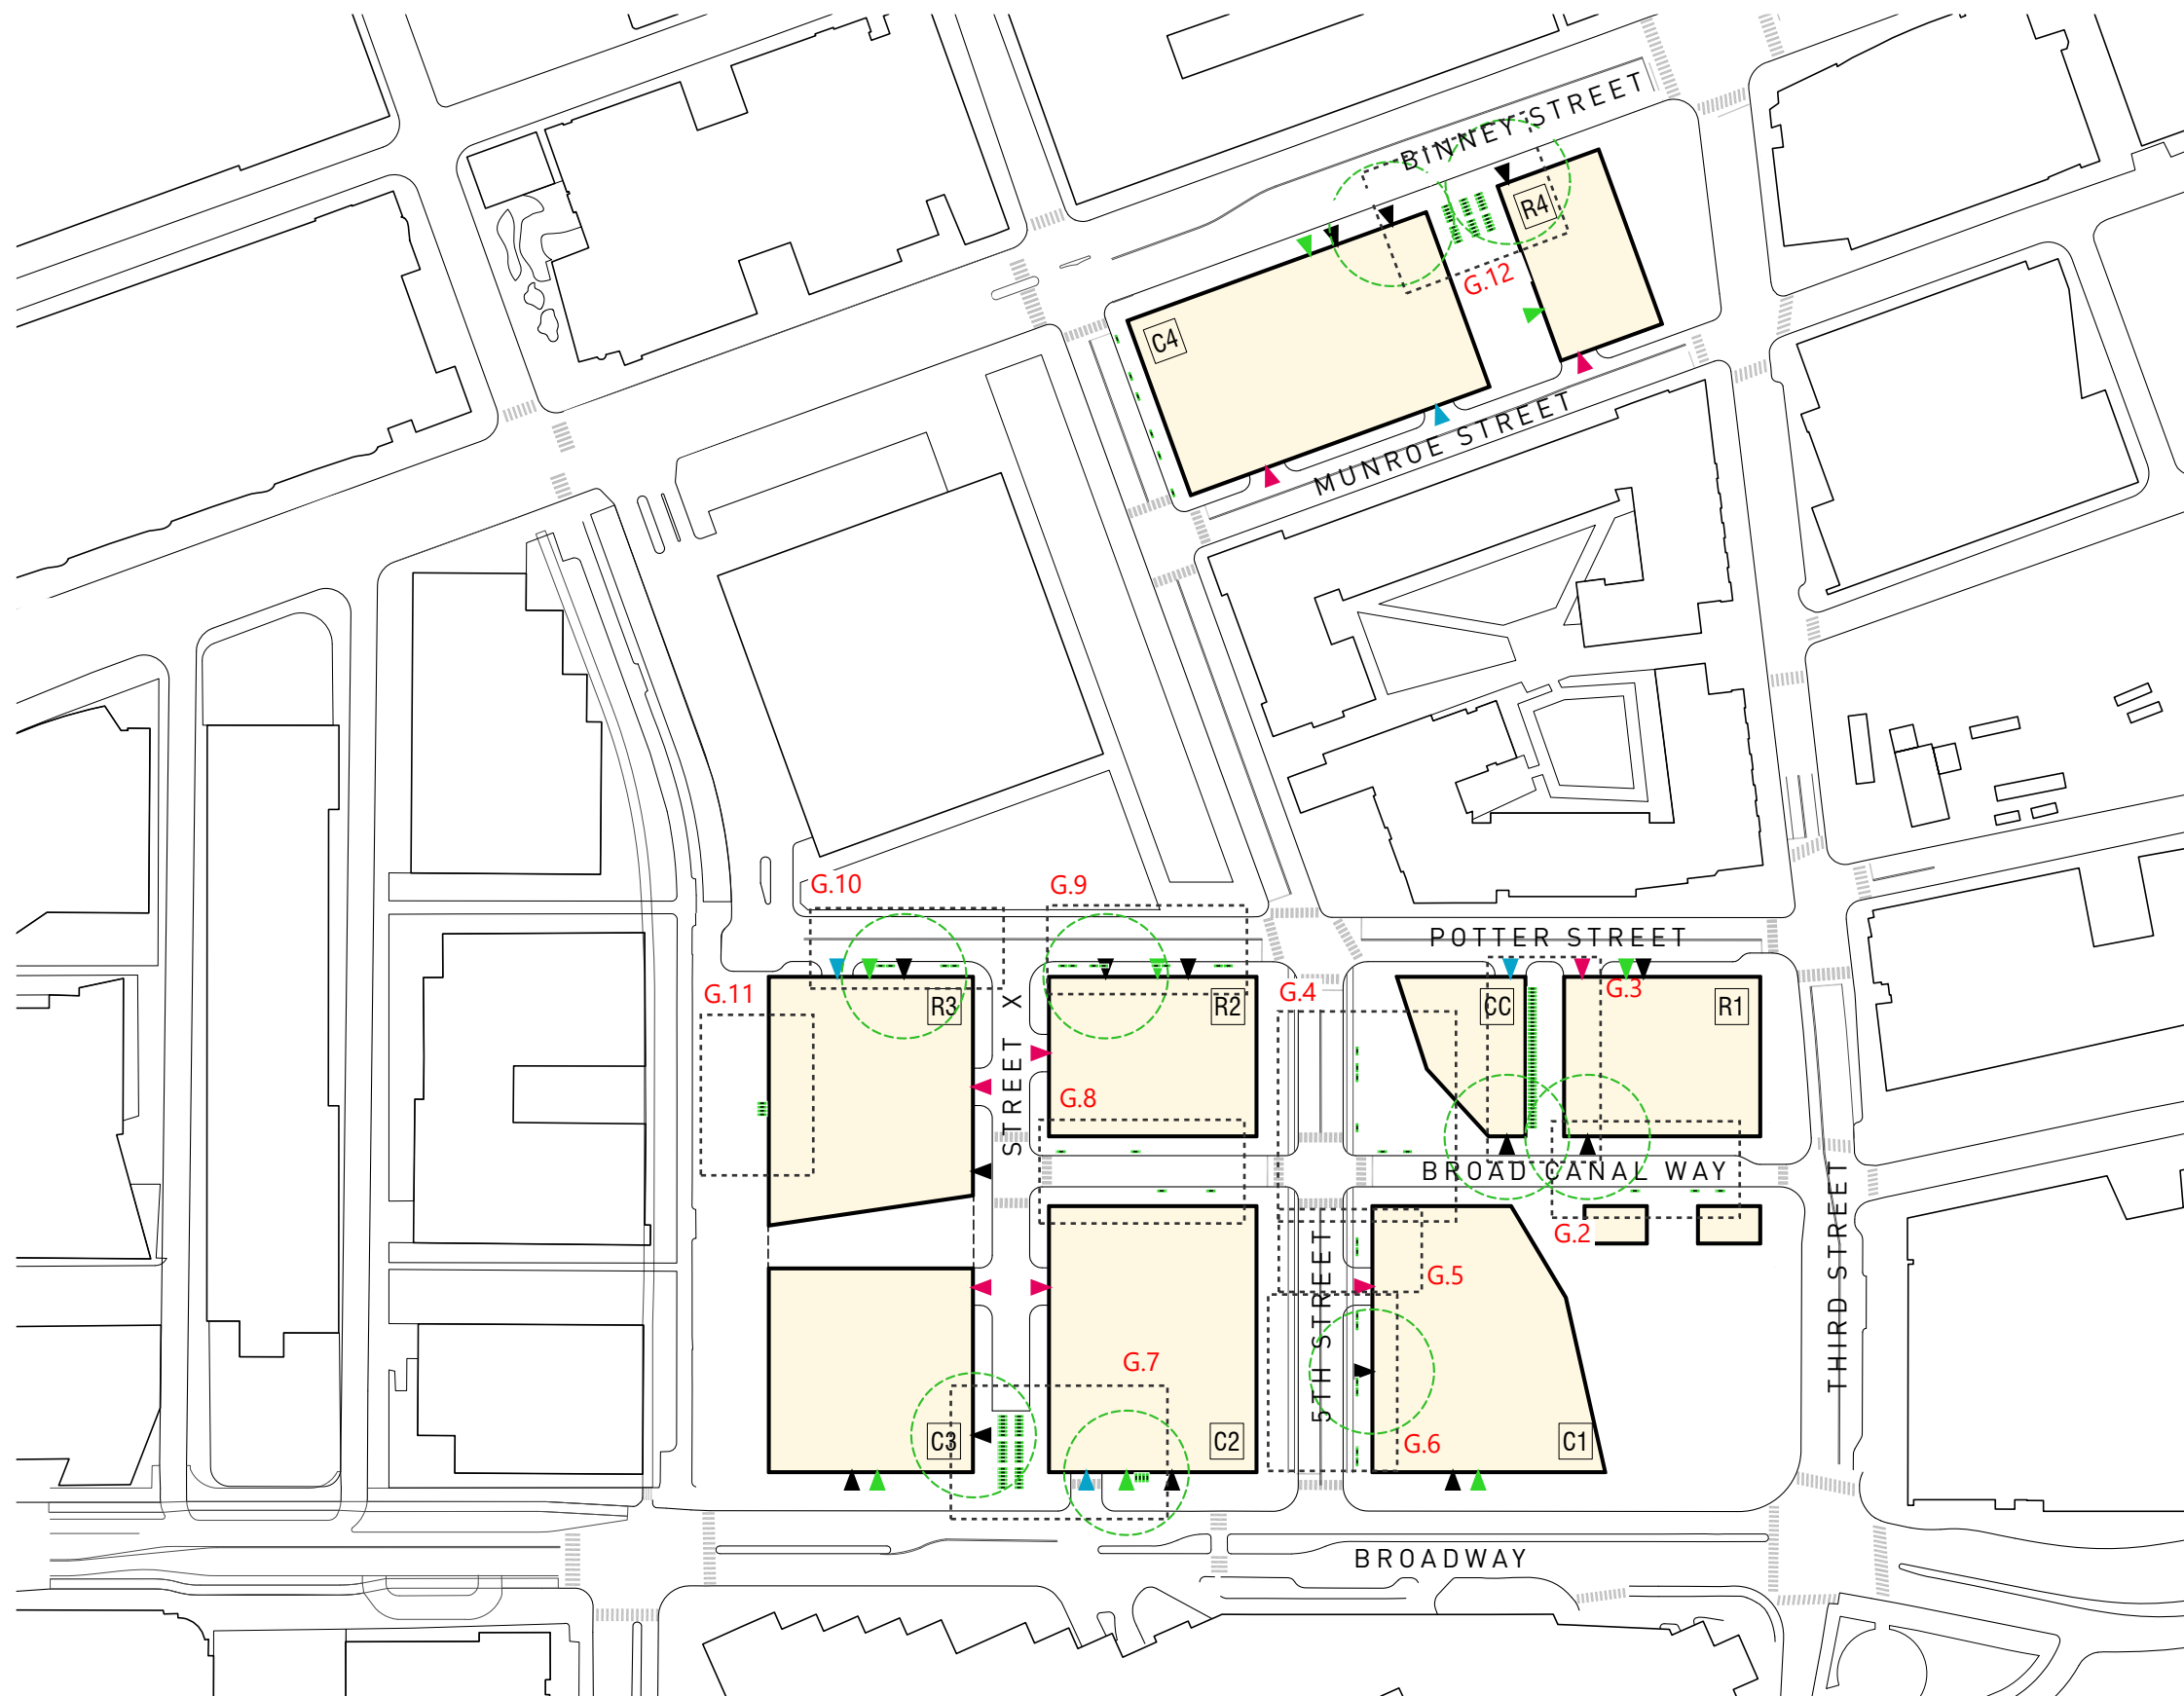 BINNEY STREET
R4
G.12
C4
MUNROE STREET
G.10
G.9
POTTER STREET
G.11
R3
STREET X
R2
G.4
CC
G.3
R1
G.8
BROAD CANAL WAY
G.2
G.5
5TH STREET
THIRD STREET
G.7
C3
C2
G.6
C1
BROADWAY